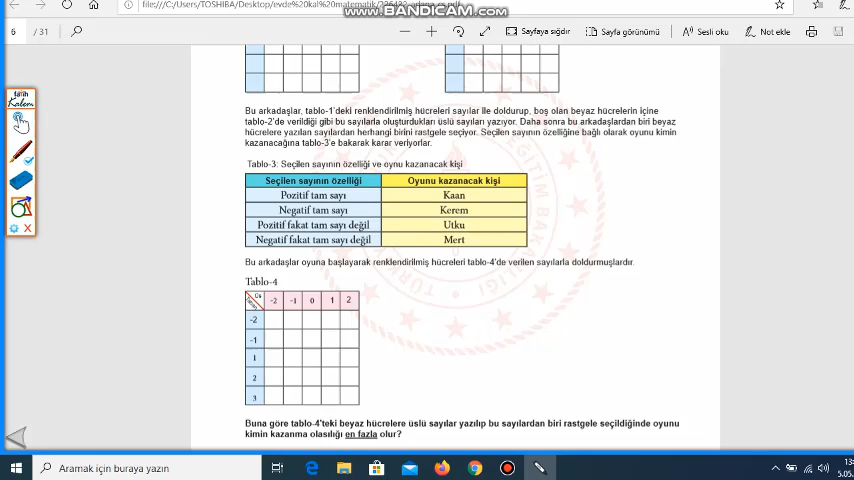 file:///C:/Users/TOSHIBA/Desktop/evde%20kal%20matematik/
www.BANDICAM.com
6 / 31
Sayfaya sığdır
Sayfa görünümü
Sesli oku
Not ekle
Bu arkadaşlar, tablo-1'deki renklendirilmiş hücreleri sayılar ile doldurup, boş olan beyaz hücrelerin içine
tablo-2'de verildiği gibi bu sayılarla oluşturdukları üslü sayıları yazıyor. Daha sonra bu arkadaşlardan biri beyaz
hücrelere yazılan sayılardan herhangi birini rastgele seçiyor. Seçilen sayının özelliğine bağlı olarak oyunu kimin
kazanacağına tablo-3'e bakarak karar veriyorlar.
Tablo-3: Seçilen sayının özelliği ve oynu kazanacak kişi
Seçilen sayının özelliği Oyunu kazanacak kişi
Pozitif tam sayı Kaan
Negatif tam sayı Kerem
Pozitif fakat tam sayı değil Utku
Negatif fakat tam sayı değil Mert
Bu arkadaşlar oyuna başlayarak renklendirilmiş hücreleri tablo-4'de verilen sayılarla doldurmuşlardır.
Tablo-4
-2 -1 0 1 2
-2
-1
1
2
3
Buna göre tablo-4'teki beyaz hücrelere üslü sayılar yazılıp bu sayılardan biri rastgele seçildiğinde oyunu
kimin kazanma olasılığı en fazla olur?
fatih
Kalem
Aramak için buraya yazın